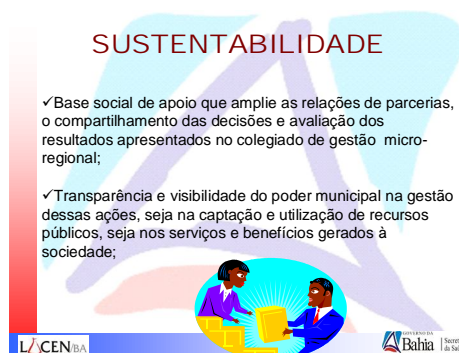 SUSTENTABILIDADE
✓Base social de apoio que amplie as relações de parcerias,
o compartilhamento das decisões e avaliação dos
resultados apresentados no colegiado de gestão micro-
regional;
✓Transparência e visibilidade do poder municipal na gestão
dessas ações, seja na captação e utilização de recursos
públicos, seja nos serviços e benefícios gerados à
sociedade;
LACEN/BA
GOVERNO DA
Bahia